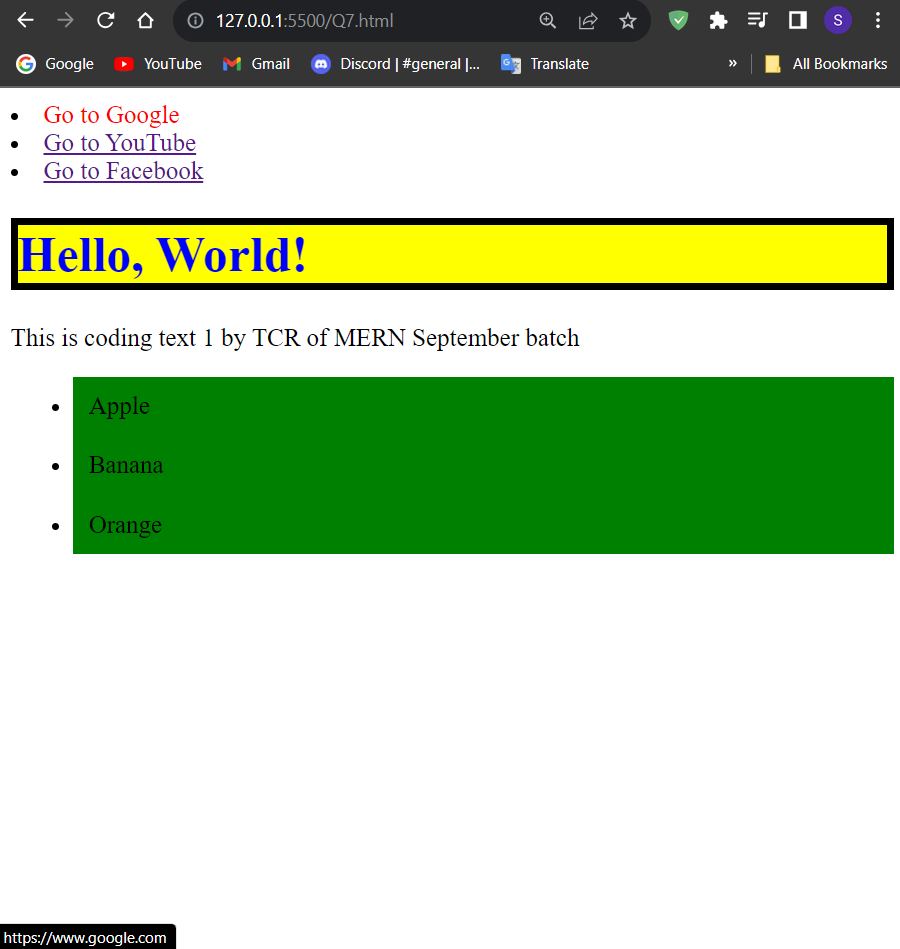 127.0.0.1:5500/Q7.html
S
Google YouTube Gmail Discord | #general |... Translate » All Bookmarks
Go to Google
Go to YouTube
Go to Facebook
Hello, World!
This is coding text 1 by TCR of MERN September batch
Apple
Banana
Orange
https://www.google.com